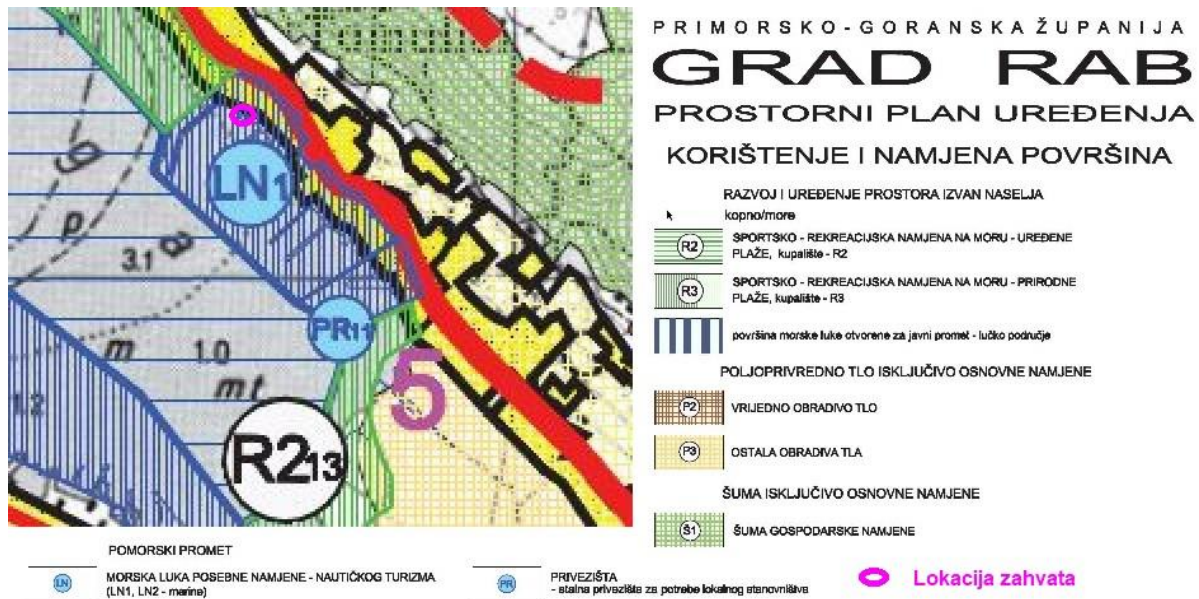 PRIMORSKO-GORANSKA ŽUPANIJA
GRAD RAB
PROSTORNI PLAN UREĐENJA
KORIŠTENJE I NAMJENA POVRŠINA
RAZVOJ I UREĐENJE PROSTORA IZVAN NASELJA
kopno/more
R2
SPORTSKO - REKREACIJSKA NAMJENA NA MORU - UREĐENE
PLAŽE, kupalište - R2
R3
SPORTSKO - REKREACIJSKA NAMJENA NA MORU - PRIRODNE
PLAŽE, kupalište - R3
površina morske luke otvorene za javni promet - lučko područje
POLJOPRIVREDNO TLO ISKLJUČIVO OSNOVNE NAMJENE
P2
VRIJEDNO OBRADIVO TLO
P3
OSTALA OBRADIVA TLA
ŠUMA ISKLJUČIVO OSNOVNE NAMJENE
Š1
ŠUMA GOSPODARSKE NAMJENE
Lokacija zahvata
LN1
PR11
R213
5
3.1
8
p
m
1.0
mt
POMORSKI PROMET
LN
MORSKA LUKA POSEBNE NAMJENE - NAUTIČKOG TURIZMA
(LN1, LN2 - marine)
PR
PRIVEZIŠTA
- stalna privezišta za potrebe lokalnog stanovništva